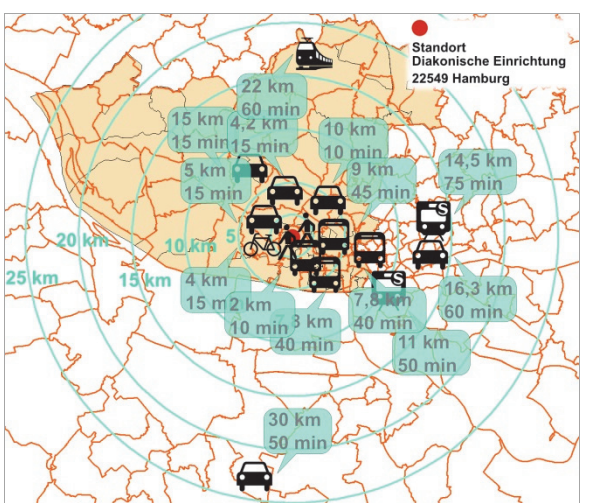 Standort
Diakonische Einrichtung
22549 Hamburg
22 km
60 min
15 km
15 min
4,2 km
15 min
10 km
10 min
5 km
15 min
9 km
45 min
14,5 km
75 min
20 km
10 km
5
25 km
15 km
4 km
15 min
2 km
10 min
7,3 km
40 min
7,8 km
40 min
16,3 km
60 min
11 km
50 min
30 km
50 min
S
S